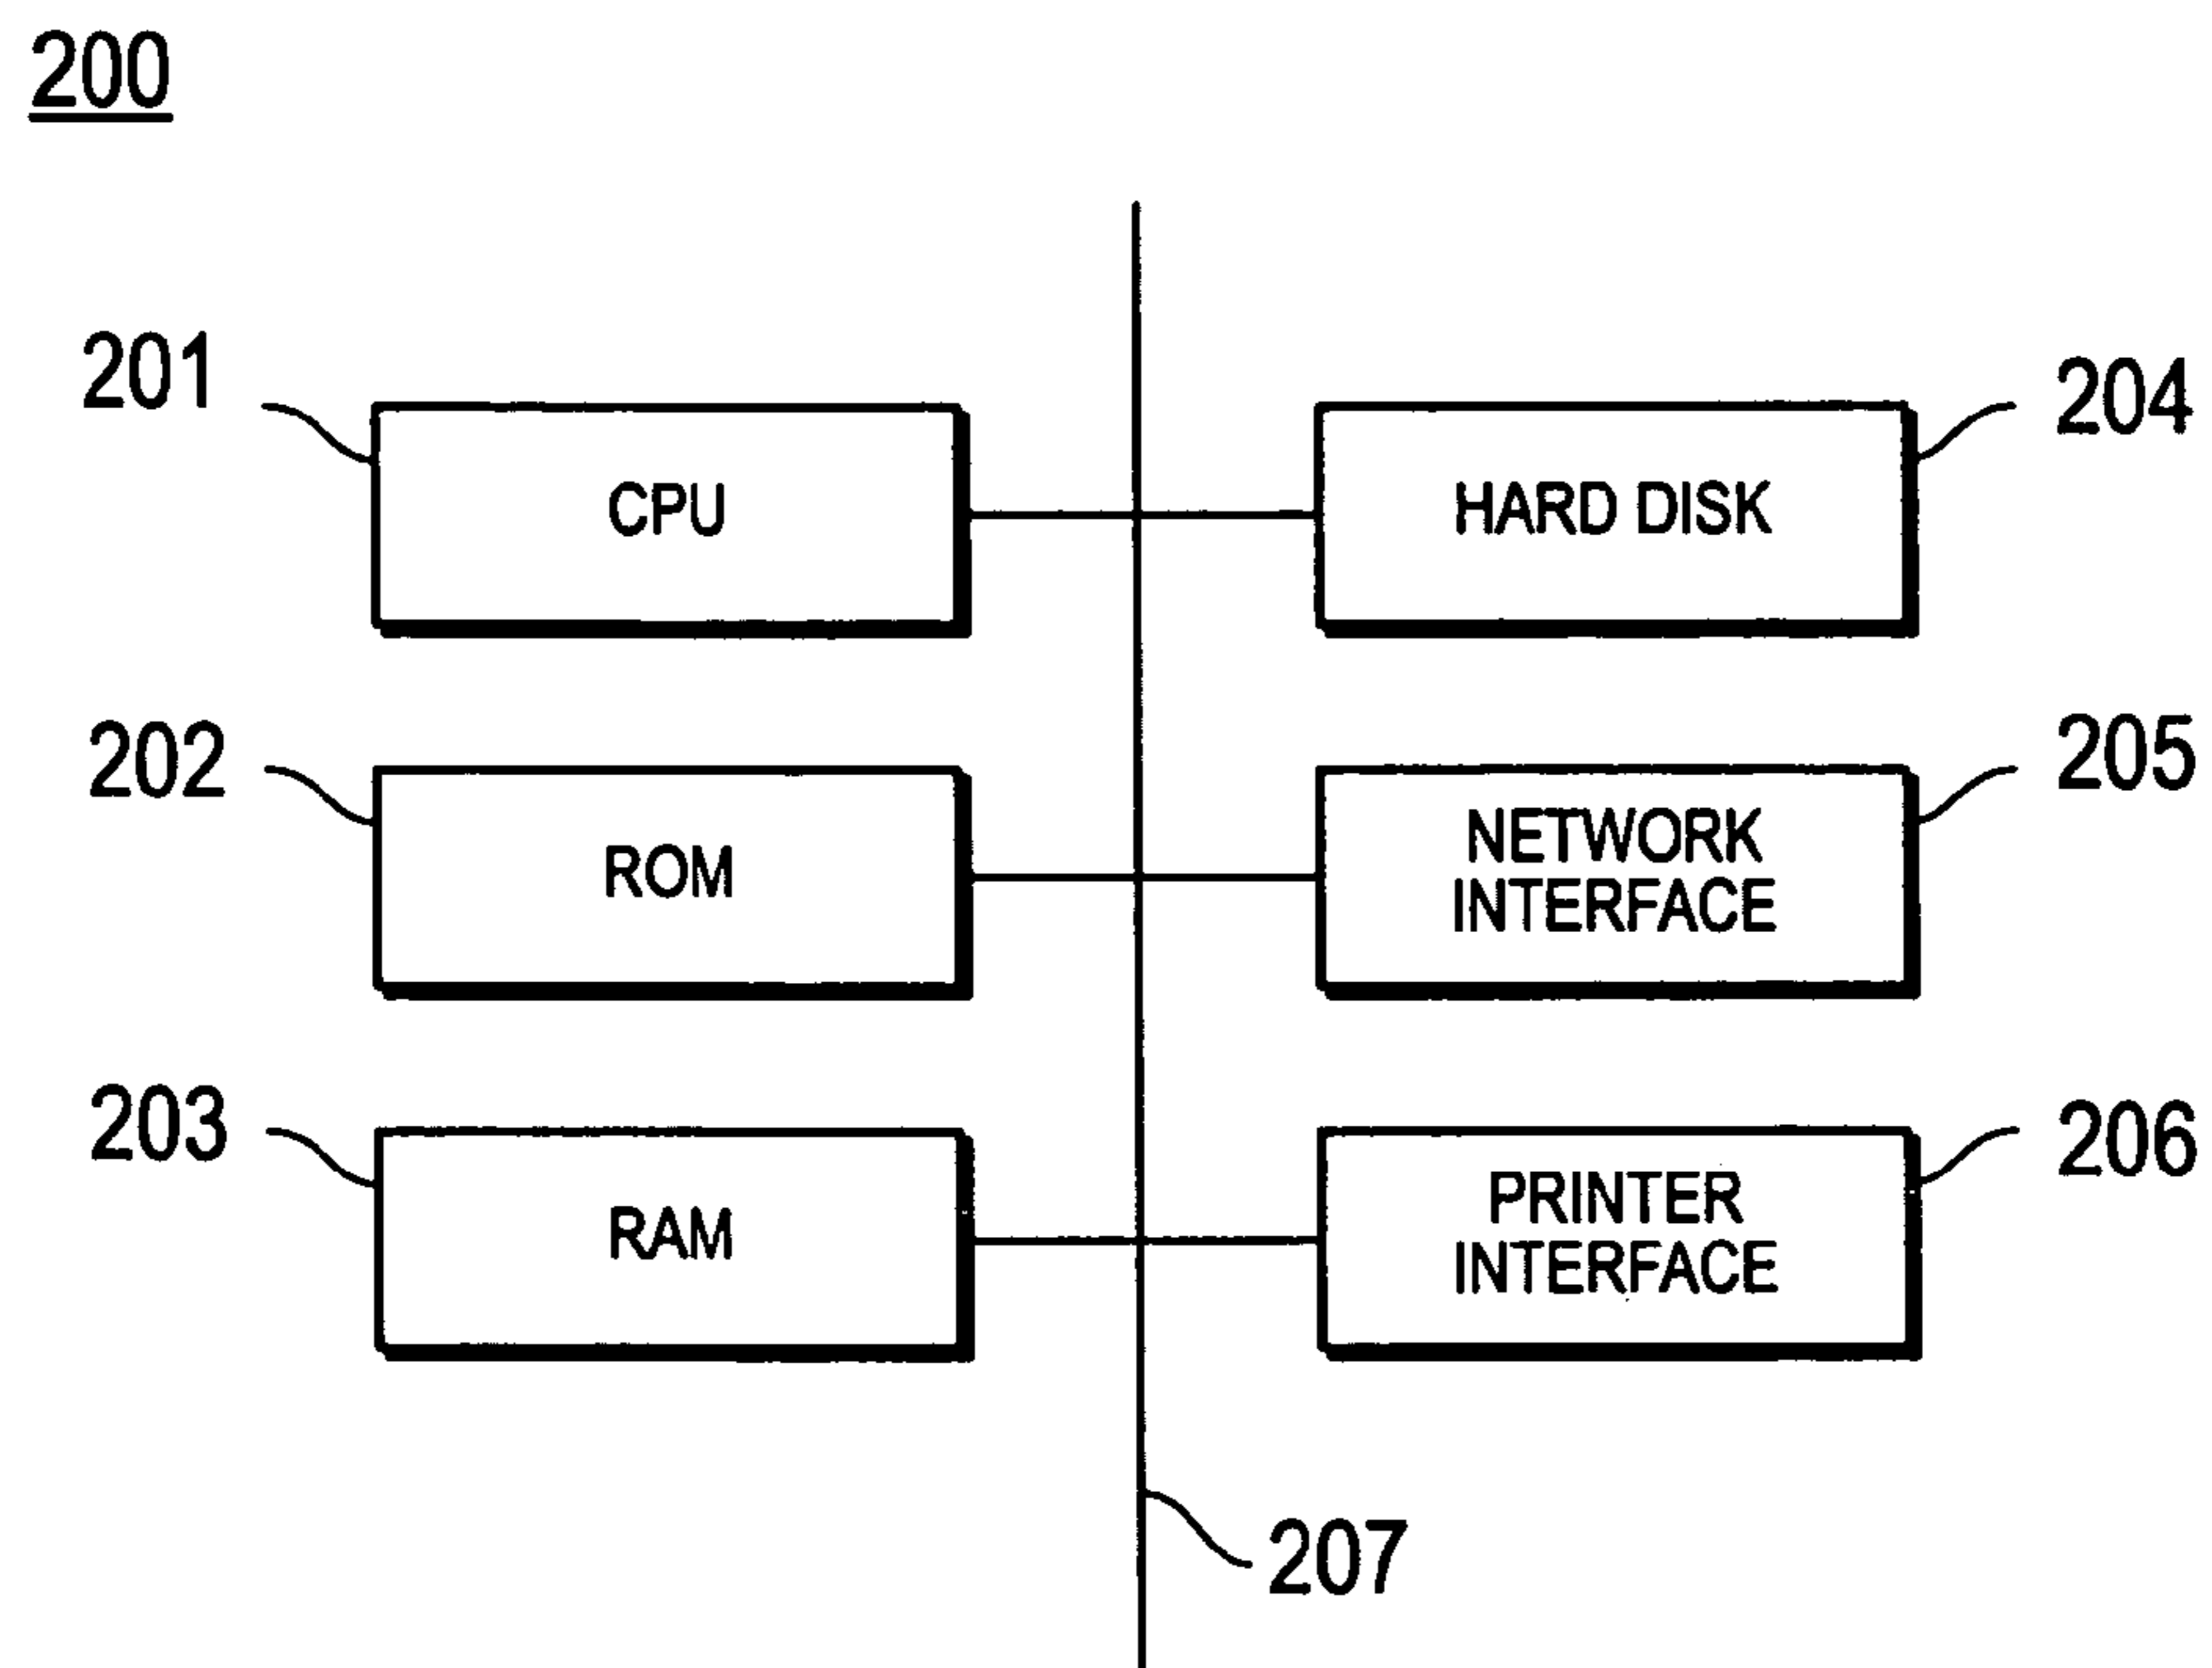 200
201
CPU
204
HARD DISK
202
ROM
205
NETWORK
INTERFACE
203
RAM
206
PRINTER
INTERFACE
207